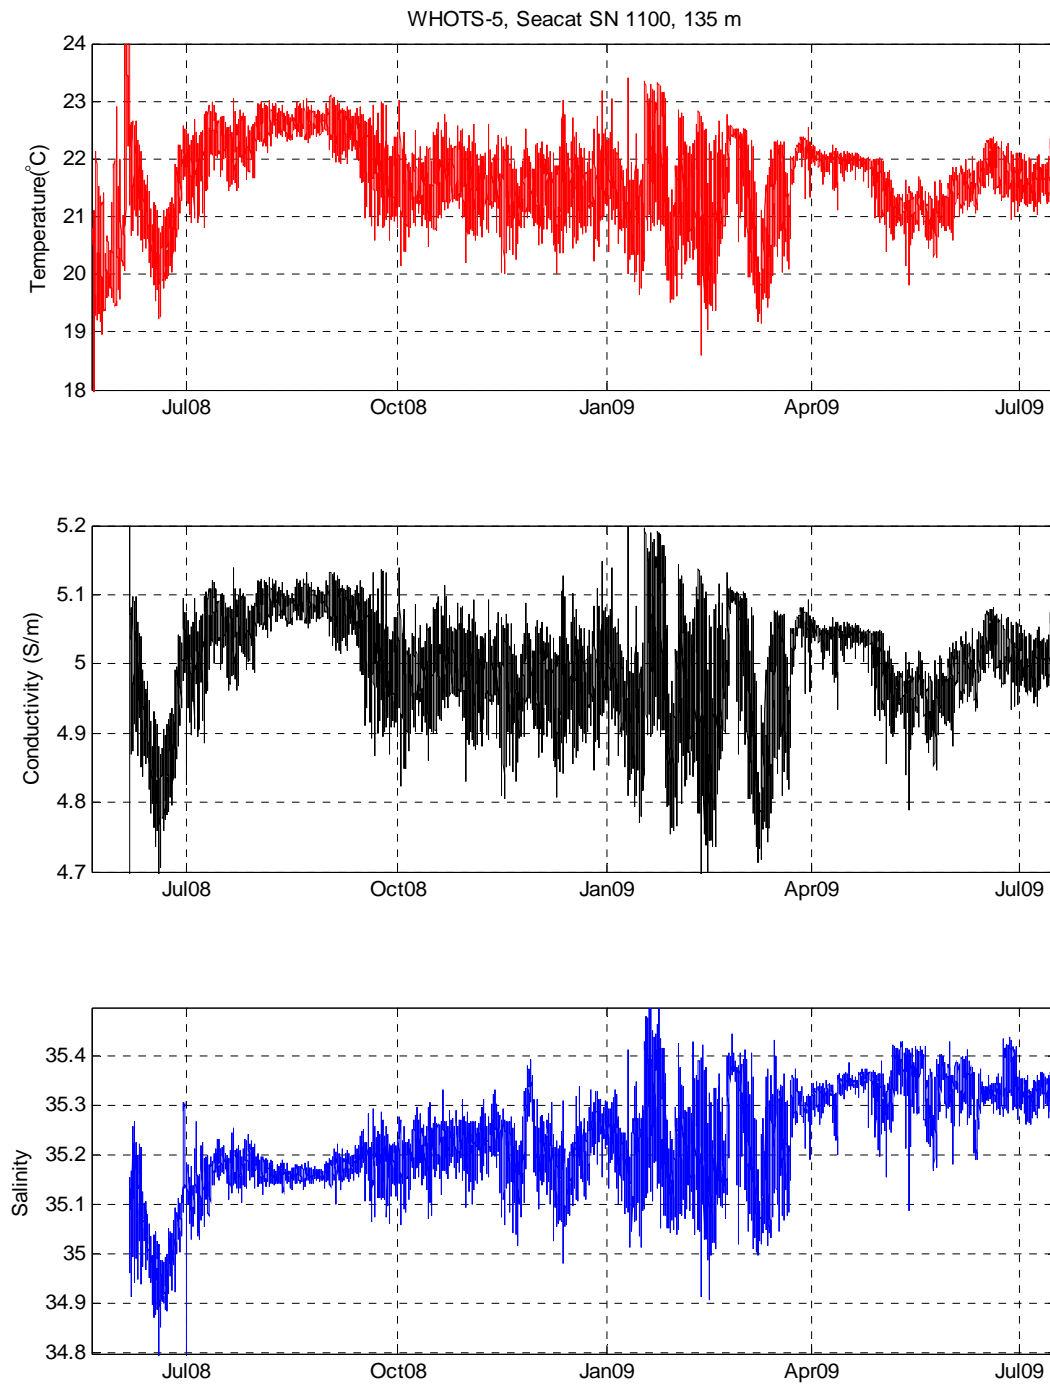 WHOTS-5, Seacat SN 1100, 135 m
24
23
22
21
20
19
18
Temperature(°C)
Jul08 Oct08 Jan09 Apr09 Jul09
5.2
5.1
5
4.9
4.8
4.7
Conductivity (S/m)
Jul08 Oct08 Jan09 Apr09 Jul09
35.4
35.3
35.2
35.1
35
34.9
34.8
Salinity
Jul08 Oct08 Jan09 Apr09 Jul09